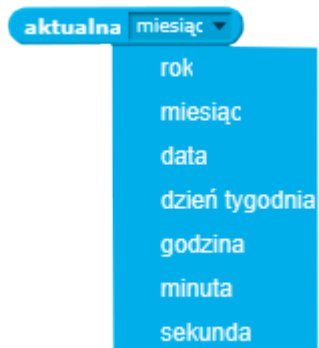 aktualna miesiąc
rok
miesiąc
data
dzień tygodnia
godzina
minuta
sekunda